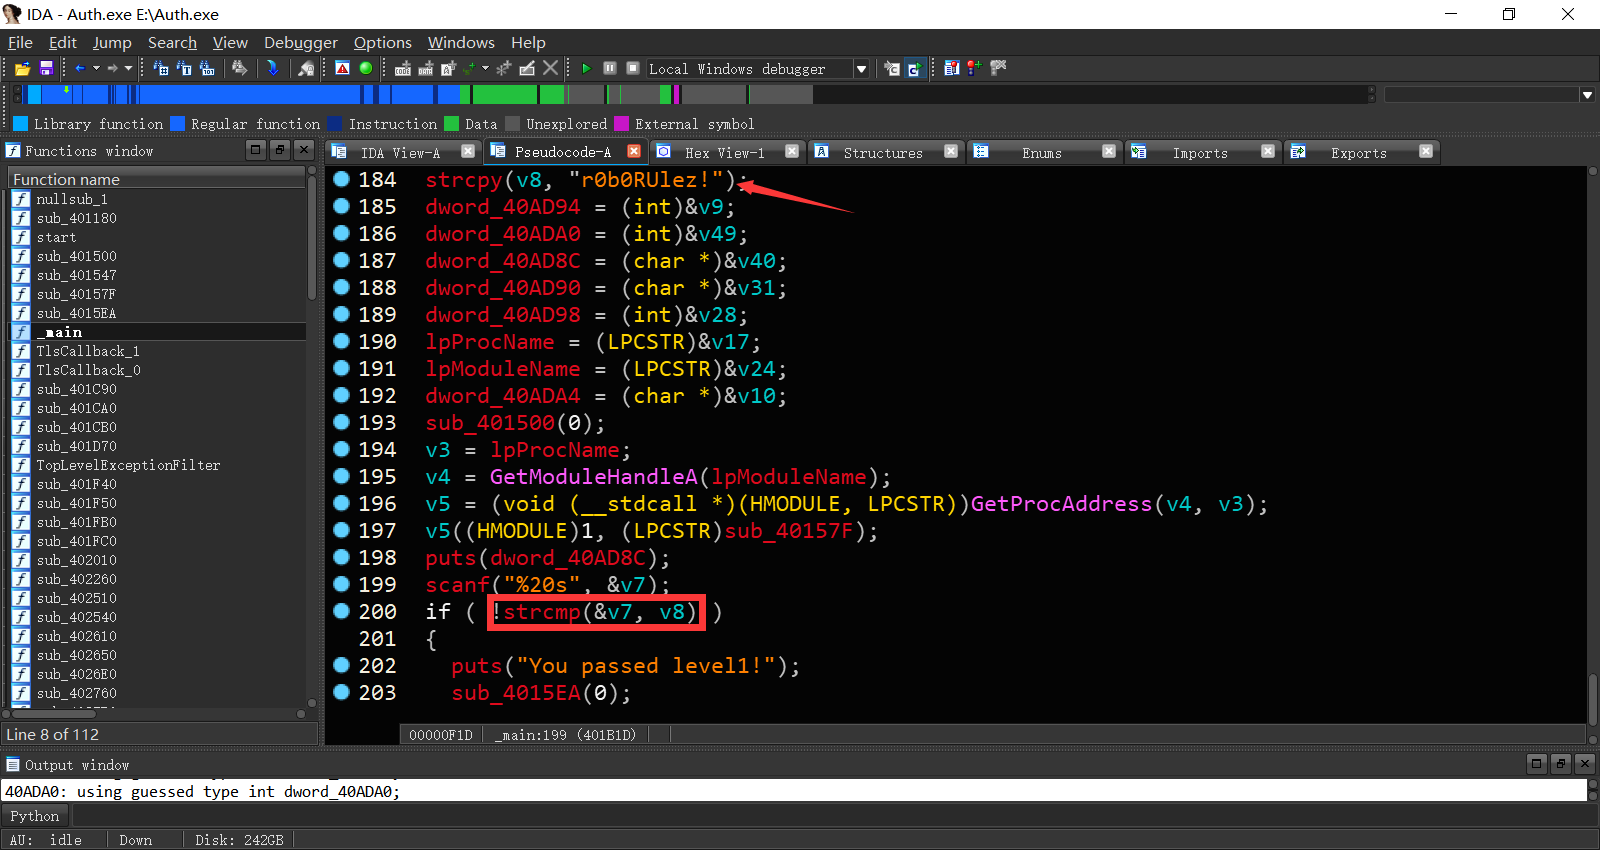 IDA - Auth.exe E:\Auth.exe
File Edit Jump Search View Debugger Options Windows Help
Local Windows debugger
Library function Regular function Instruction Data Unexplored External symbol
Functions window
IDA View-A Pseudocode-A Hex View-1 Structures Enums Imports Exports
Function name
nullsub_1
sub_401180
start
sub_401500
sub_401547
sub_40157F
sub_4015EA
_main
TlsCallback_1
TlsCallback_0
sub_401C90
sub_401CA0
sub_401CB0
sub_401D70
TopLevelExceptionFilter
sub_401F40
sub_401F50
sub_401FB0
sub_401FC0
sub_402010
sub_402260
sub_402510
sub_402540
sub_402610
sub_402650
sub_4026E0
sub_402760
Line 8 of 112
184 strcpy(v8, "r0b0RUlez!");
185 dword_40AD94 = (int)&v9;
186 dword_40ADA0 = (int)&v49;
187 dword_40AD8C = (char *)&v40;
188 dword_40AD90 = (char *)&v31;
189 dword_40AD98 = (int)&v28;
190 lpProcName = (LPCSTR)&v17;
191 lpModuleName = (LPCSTR)&v24;
192 dword_40ADA4 = (char *)&v10;
193 sub_401500(0);
194 v3 = lpProcName;
195 v4 = GetModuleHandleA(lpModuleName);
196 v5 = (void (__stdcall *)(HMODULE, LPCSTR))GetProcAddress(v4, v3);
197 v5((HMODULE)1, (LPCSTR)sub_40157F);
198 puts(dword_40AD8C);
199 scanf("%20s", &v7);
200 if ( !strcmp(&v7, v8) )
201 {
202 puts("You passed level1!");
203 sub_4015EA(0);
00000F1D _main:199 (401B1D)
Output window
40ADA0: using guessed type int dword_40ADA0;
Python
AU: idle Down Disk: 242GB